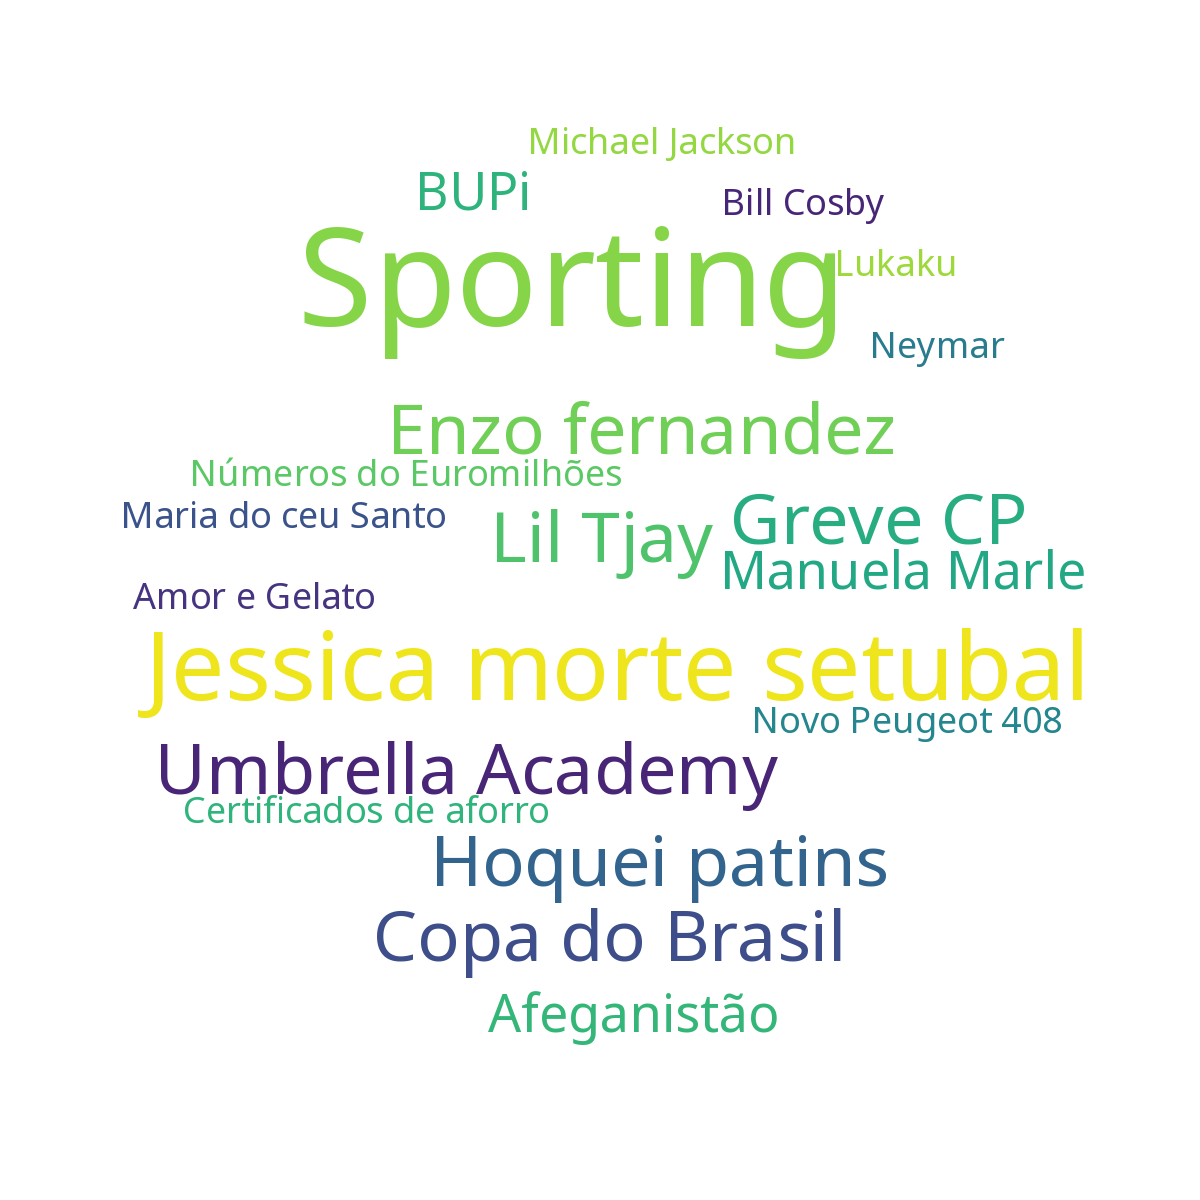 Michael Jackson
BUPi
Bill Cosby
Sporting
Lukaku
Neymar
Enzo fernandez
Números do Euromilhões
Maria do ceu Santo
Lil Tjay
Greve CP
Manuela Marle
Amor e Gelato
Jessica morte setubal
Novo Peugeot 408
Umbrella Academy
Certificados de aforro
Hoquei patins
Copa do Brasil
Afeganistão